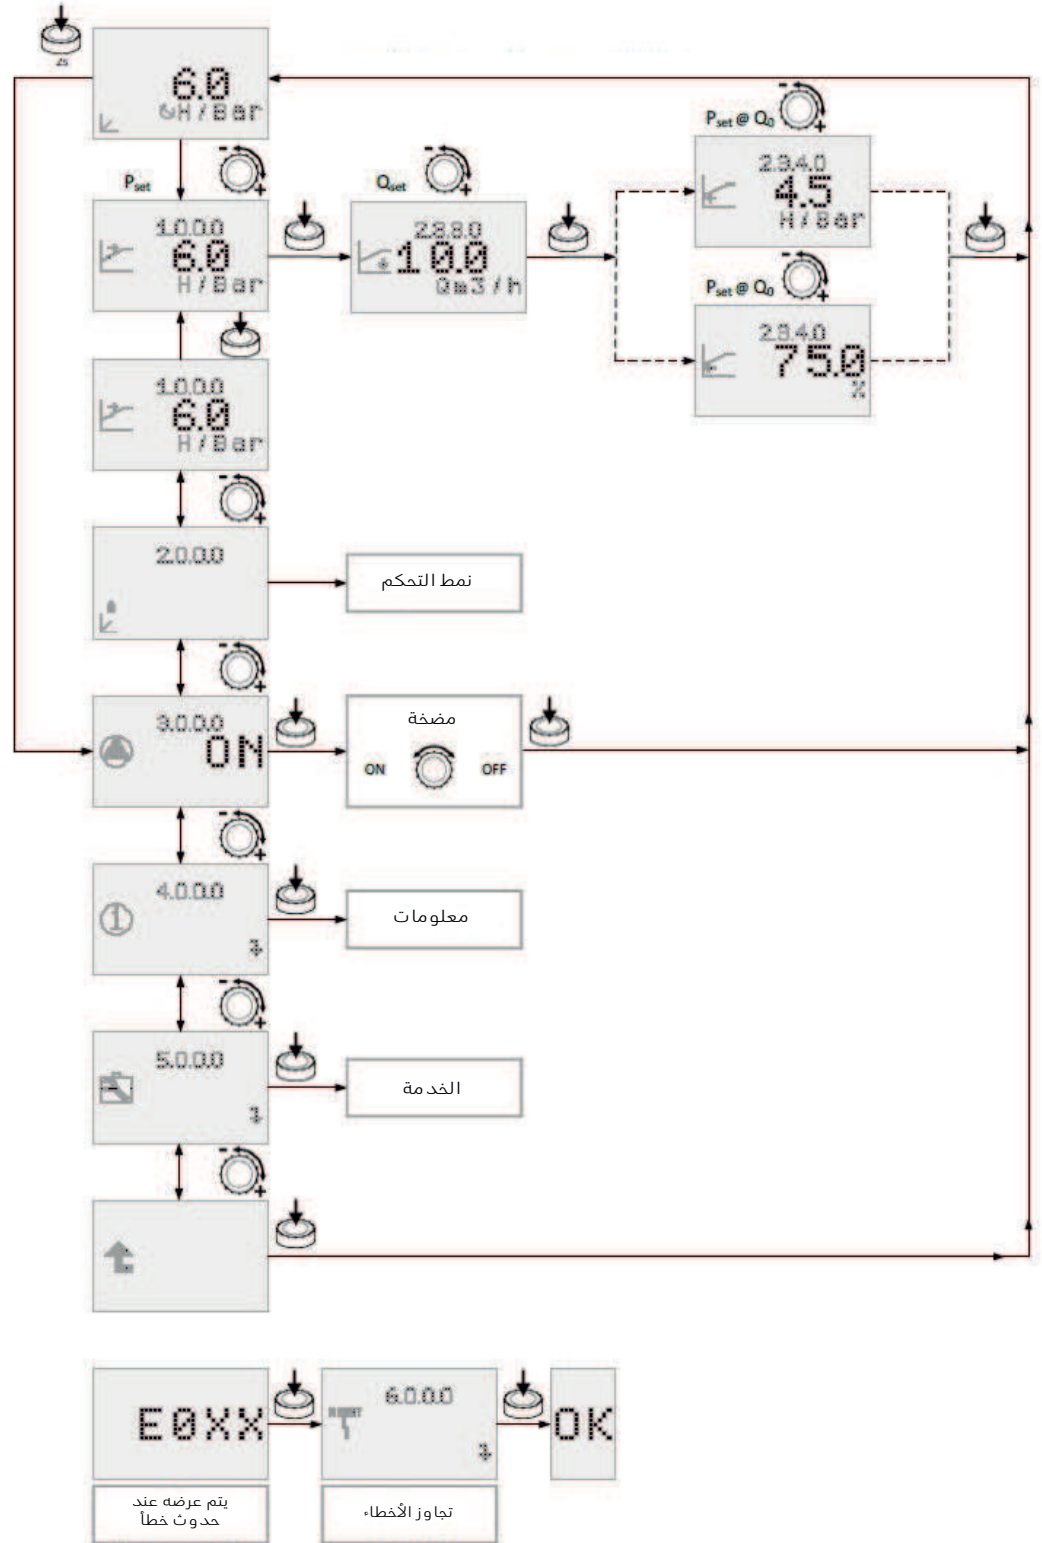 2s
6.0
H/Bar
Pset
1.0.0.0
6.0
H/Bar
Qset
2.3.3.0
10.0
Qm3/h
Pset @ Q0
2.3.4.0
4.5
H/Bar
Pset @ Q0
2.3.4.0
75.0
%
1.0.0.0
6.0
H/Bar
2.0.0.0
نمط التحكم
3.0.0.0
ON
مضخة
ON OFF
4.0.0.0
معلومات
5.0.0.0
الخدمة
E0XX
6.0.0.0
RESET
OK
يتم عرضه عند
حدوث خطأ
تجاوز الأخطاء